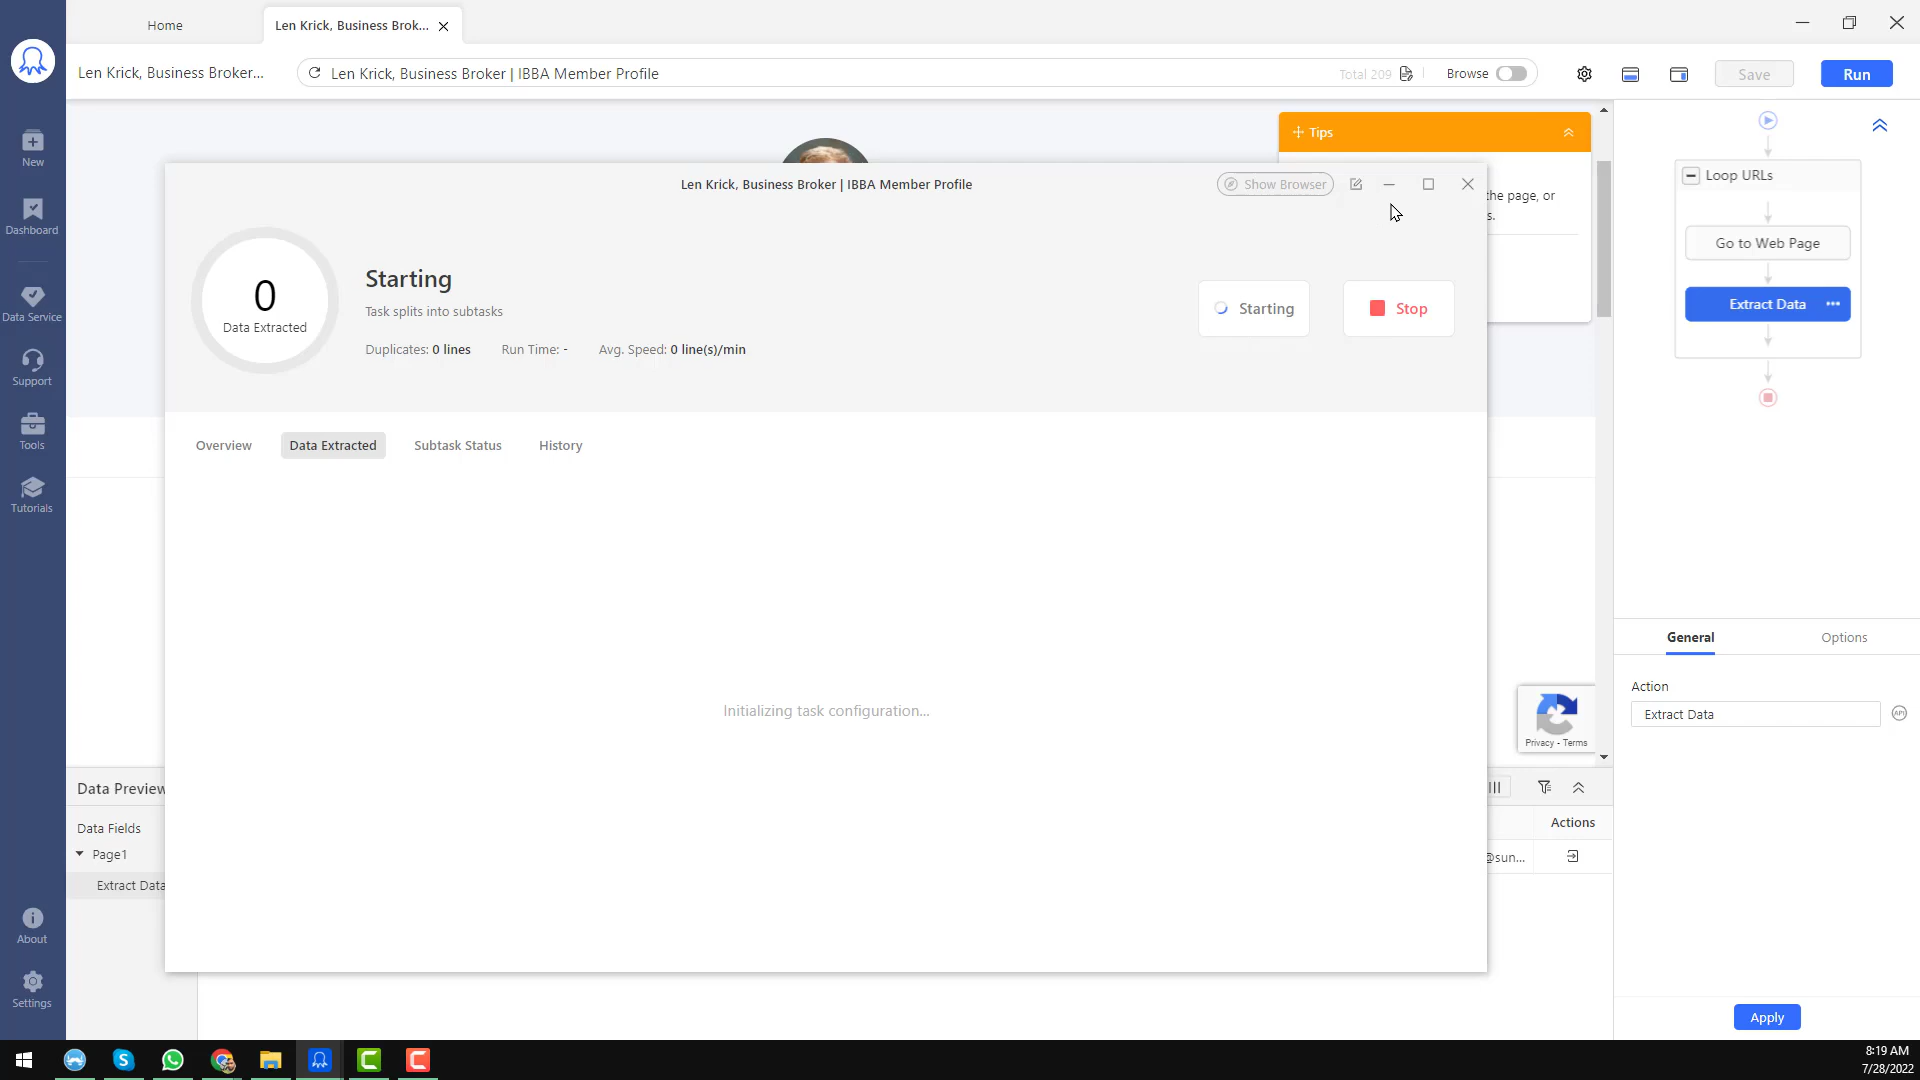 Home
Len Krick, Business Brok...
Len Krick, Business Broker...
Len Krick, Business Broker | IBBA Member Profile
Total 209
Browse
Save
Run
New
Dashboard
Data Service
Support
Tools
Tutorials
About
Settings
Tips
the page, or
s.
Len Krick, Business Broker | IBBA Member Profile
Show Browser
0
Data Extracted
Starting
Task splits into subtasks
Duplicates: 0 lines
Run Time: -
Avg. Speed: 0 line(s)/min
Starting
Stop
Overview
Data Extracted
Subtask Status
History
Initializing task configuration...
Privacy - Terms
Data Preview
Data Fields
Page1
Extract Data
Actions
@sun...
Loop URLs
Go to Web Page
Extract Data
General
Options
Action
Extract Data
API
Apply
8:19 AM
7/28/2022